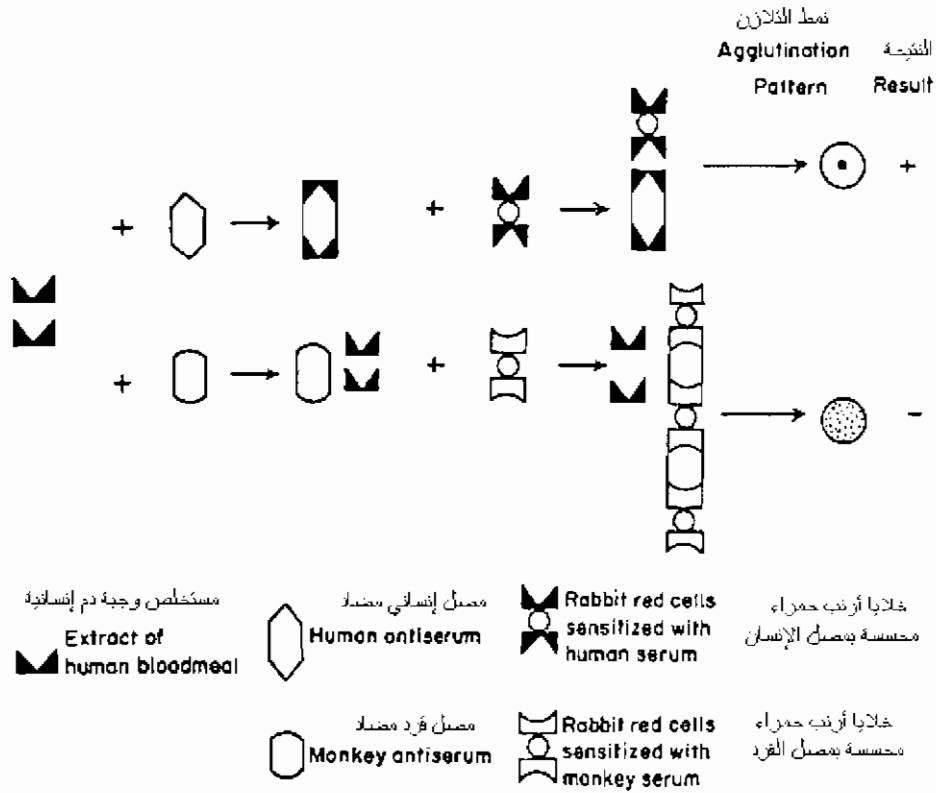 نمط التلازن
النتيجة
Agglutination
Pattern
Result
+
+
+
+
+
-
مستخلص وجبة دم إنسانية
Extract of
human bloodmeal
مصل إنساني مضاد
Human antiserum
Rabbit red cells
sensitized with
human serum
خلايا أرنب حمراء
محسسة بمصل الإنسان
مصل قرد مضاد
Monkey antiserum
Rabbit red cells
sensitized with
monkey serum
خلايا أرنب حمراء
محسسة بمصل القرد